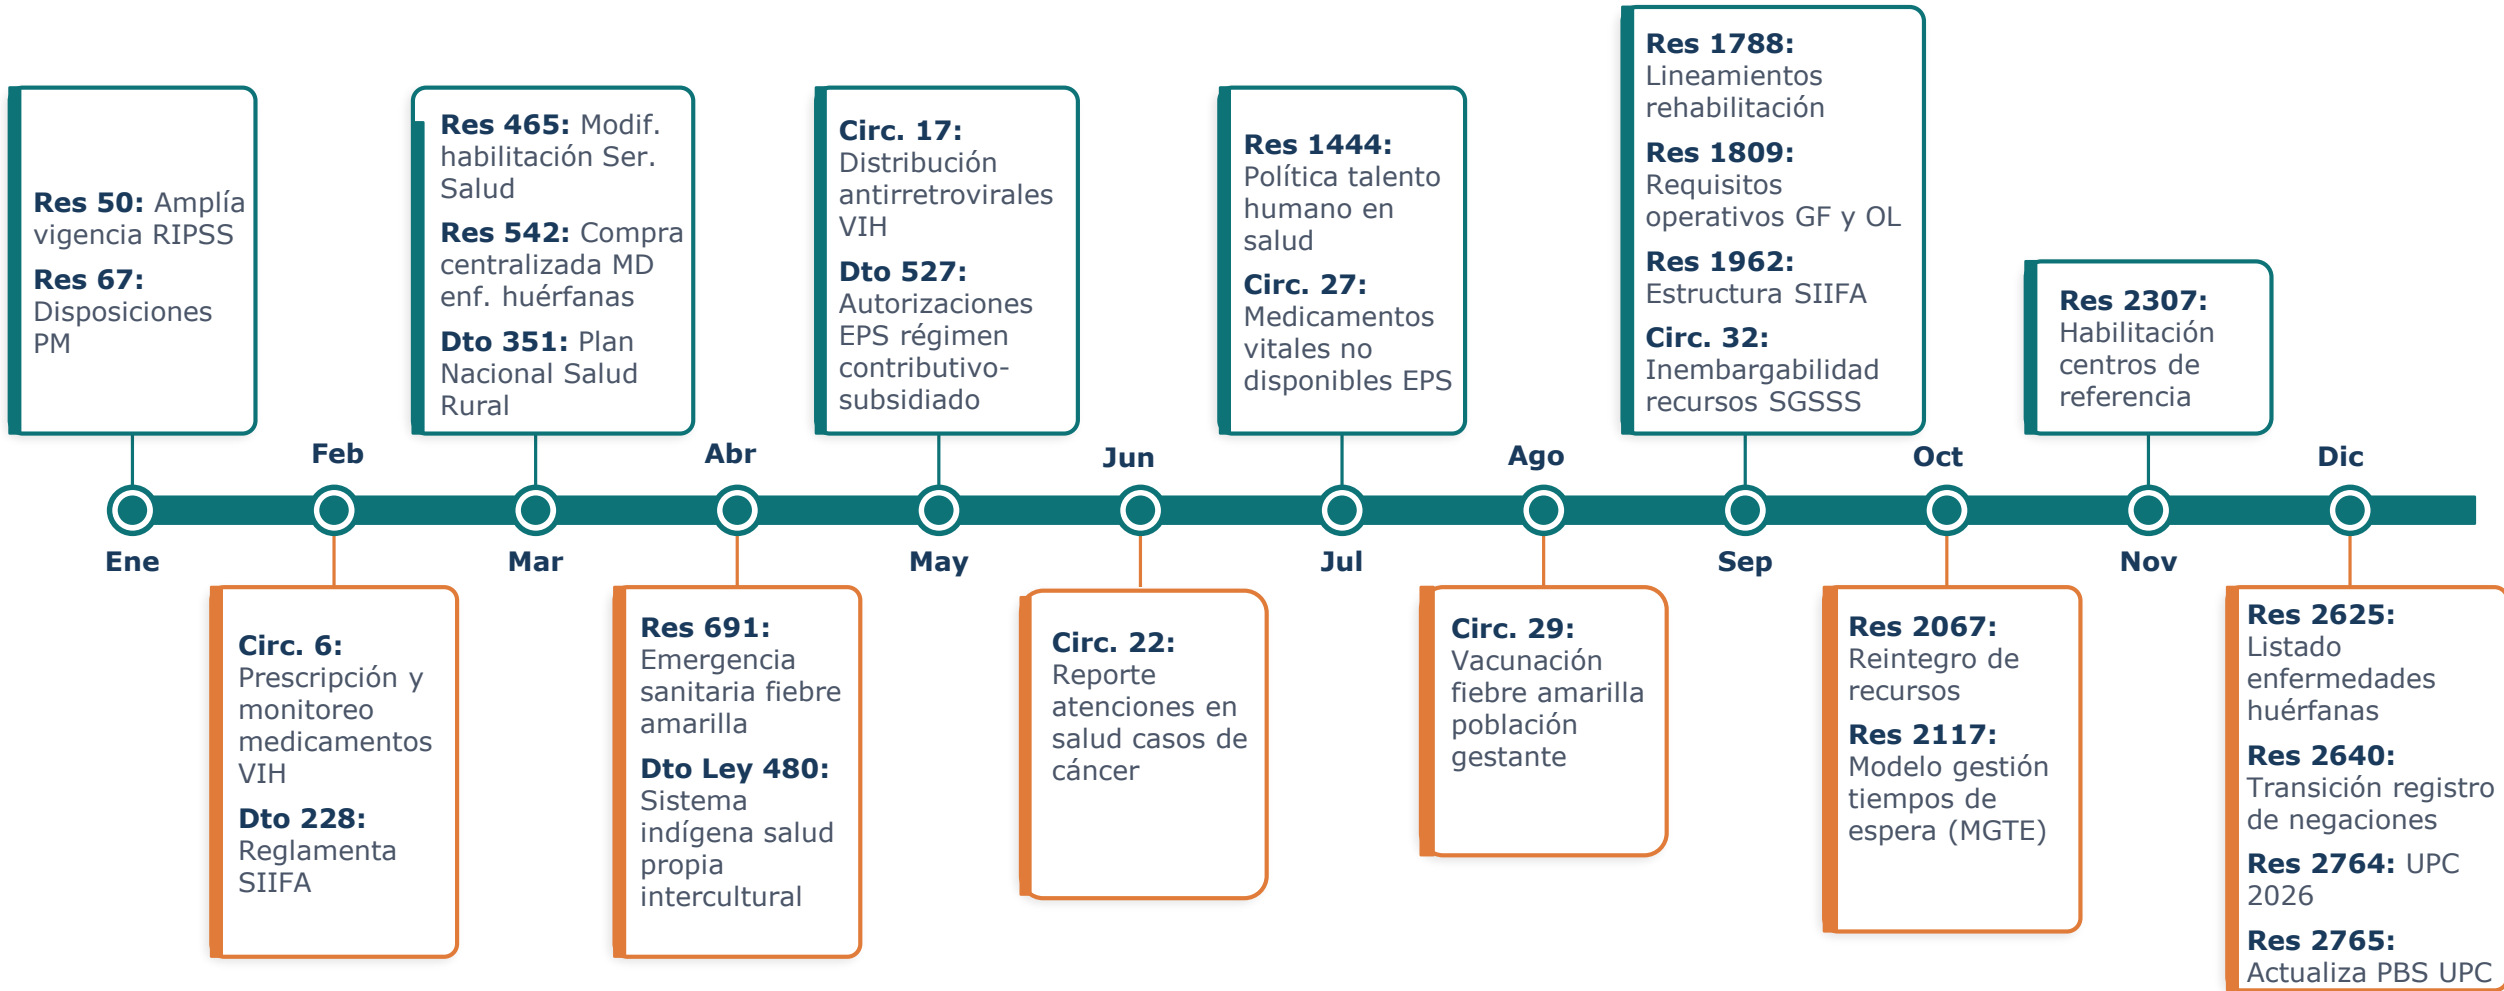 Res 50: Amplía
vigencia RIPSS
Res 67:
Disposiciones
PM
Ene
Feb
Circ. 6:
Prescripción y
monitoreo
medicamentos
VIH
Dto 228:
Reglamenta
SIIFA
Res 465: Modif.
habilitación Ser.
Salud
Res 542: Compra
centralizada MD
enf. huérfanas
Dto 351: Plan
Nacional Salud
Rural
Mar
Abr
Res 691:
Emergencia
sanitaria fiebre
amarilla
Dto Ley 480:
Sistema
indígena salud
propia
intercultural
Circ. 17:
Distribución
antirretrovirales
VIH
Dto 527:
Autorizaciones
EPS régimen
contributivo-
subsidiado
May
Jun
Circ. 22:
Reporte
atenciones en
salud casos de
cáncer
Res 1444:
Política talento
humano en
salud
Circ. 27:
Medicamentos
vitales no
disponibles EPS
Jul
Ago
Circ. 29:
Vacunación
fiebre amarilla
población
gestante
Res 1788:
Lineamientos
rehabilitación
Res 1809:
Requisitos
operativos GF y OL
Res 1962:
Estructura SIIFA
Circ. 32:
Inembargabilidad
recursos SGSSS
Sep
Oct
Res 2067:
Reintegro de
recursos
Res 2117:
Modelo gestión
tiempos de
espera (MGTE)
Res 2307:
Habilitación
centros de
referencia
Nov
Dic
Res 2625:
Listado
enfermedades
huérfanas
Res 2640:
Transición registro
de negaciones
Res 2764: UPC
2026
Res 2765:
Actualiza PBS UPC